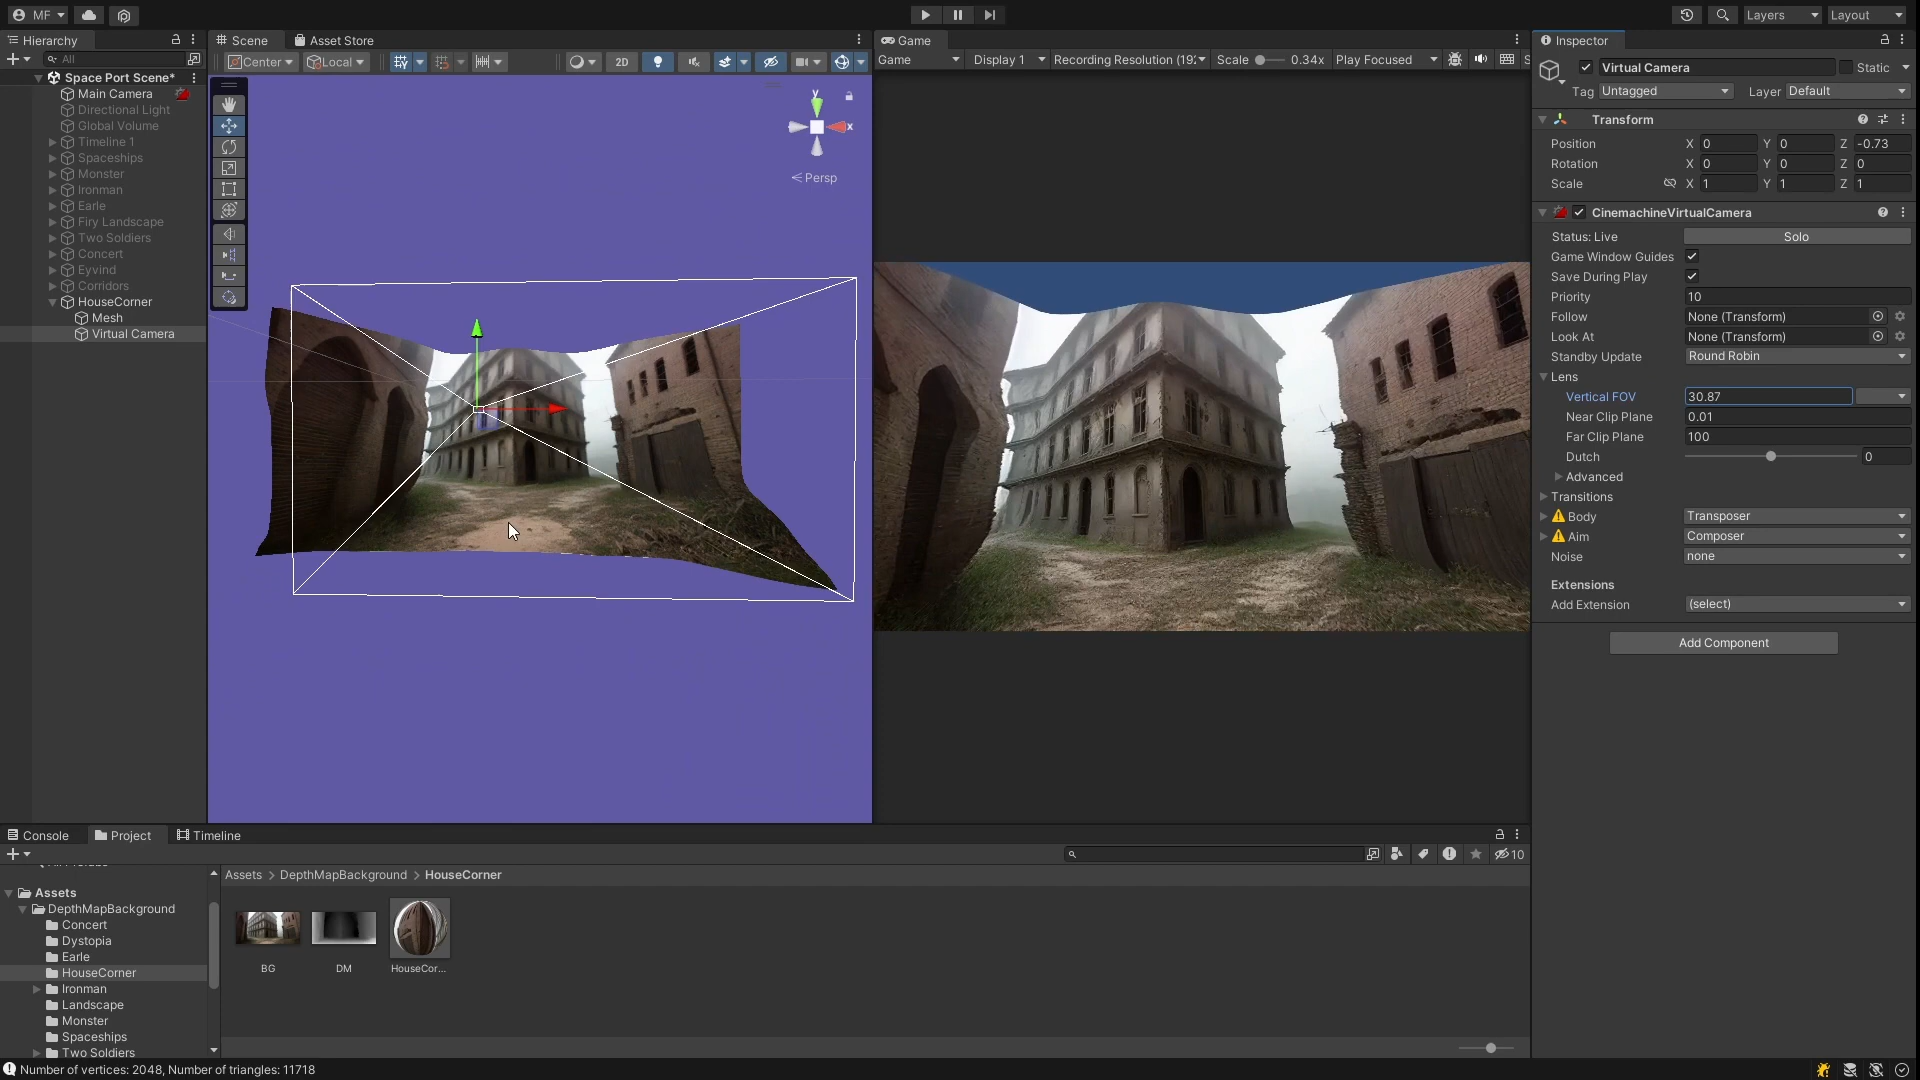 MF
Layers
Layout
Hierarchy
All
Space Port Scene*
Main Camera
Directional Light
Global Volume
Timeline 1
Spaceships
Monster
Ironman
Earle
Firy Landscape
Two Soldiers
Concert
Eyvind
Corridors
HouseCorner
Mesh
Virtual Camera
Scene
Asset Store
Center
Local
2D
y
x
Persp
Game
Game
Display 1
Recording Resolution (19:
Scale
0.34x
Play Focused
S
Inspector
Virtual Camera
Static
Tag
Untagged
Layer
Default
Transform
Position
X 0
Y 0
Z -0.73
Rotation
X 0
Y 0
Z 0
Scale
X 1
Y 1
Z 1
CinemachineVirtualCamera
Status: Live
Solo
Game Window Guides
Save During Play
Priority
10
Follow
None (Transform)
Look At
None (Transform)
Standby Update
Round Robin
Lens
Vertical FOV
30.87
Near Clip Plane
0.01
Far Clip Plane
100
Dutch
0
Advanced
Transitions
Body
Transposer
Aim
Composer
Noise
none
Extensions
Add Extension
(select)
Add Component
Console
Project
Timeline
10
Assets
DepthMapBackground
Concert
Dystopia
Earle
HouseCorner
Ironman
Landscape
Monster
Spaceships
Two Soldiers
Assets > DepthMapBackground > HouseCorner
BG
DM
HouseCor...
Number of vertices: 2048, Number of triangles: 11718